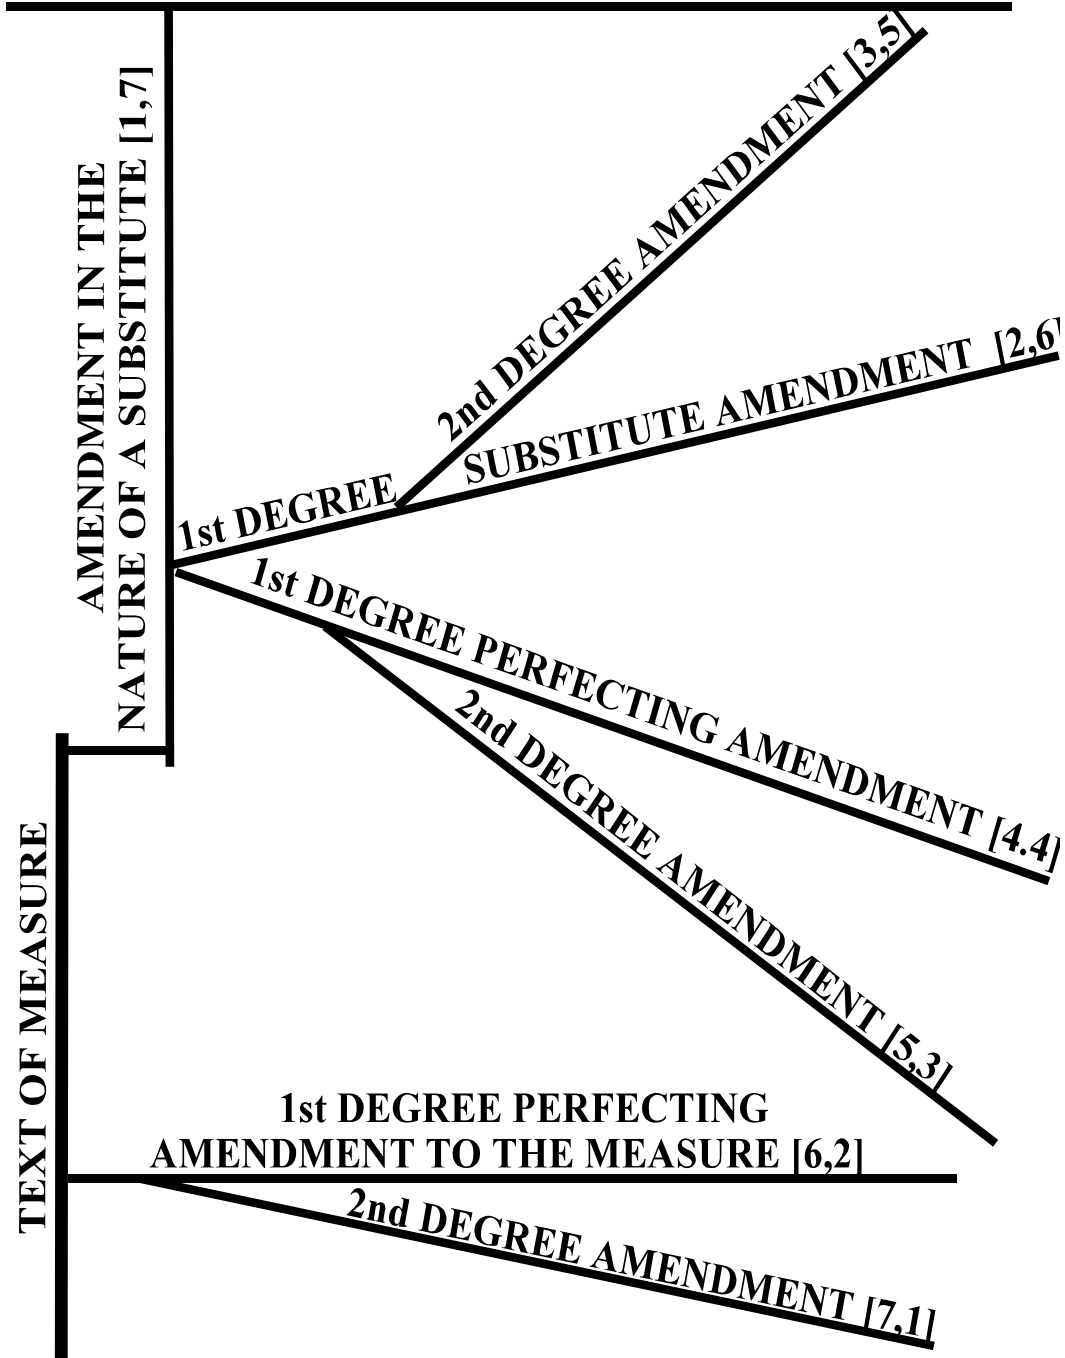 AMENDMENT IN THE
NATURE OF A SUBSTITUTE [1,7]
2nd DEGREE AMENDMENT [3,5]
1st DEGREE SUBSTITUTE AMENDMENT [2,6]
1st DEGREE PERFECTING AMENDMENT [4.4]
2nd DEGREE AMENDMENT [5,3]
TEXT OF MEASURE
1st DEGREE PERFECTING
AMENDMENT TO THE MEASURE [6,2]
2nd DEGREE AMENDMENT [7,1]